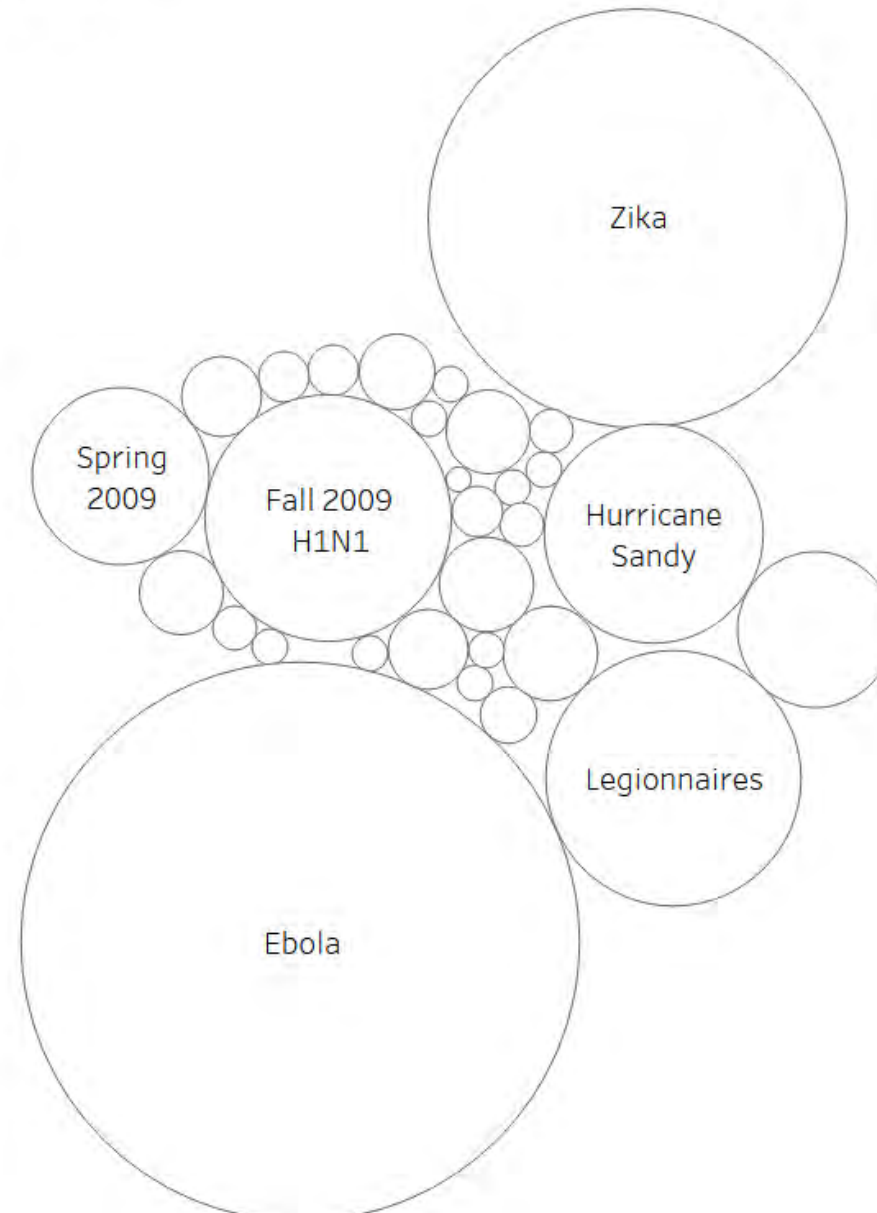 Zika
Spring
2009
Fall 2009
H1N1
Hurricane
Sandy
Legionnaires
Ebola